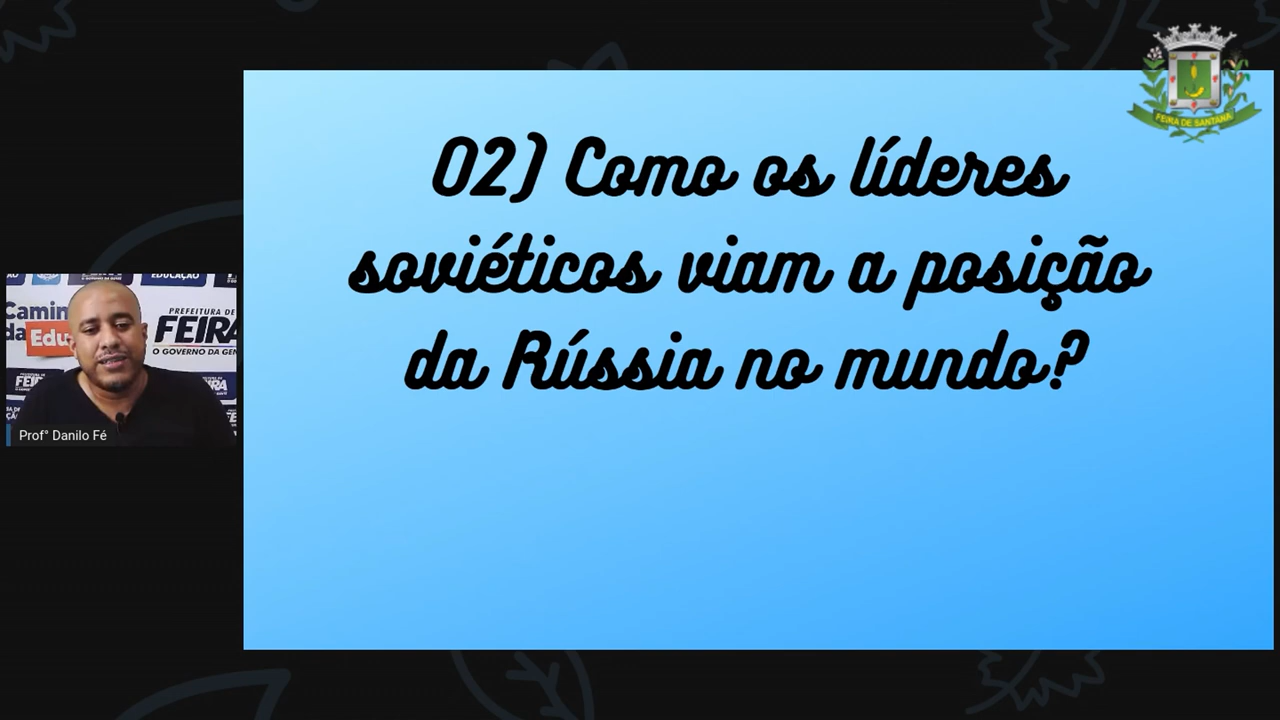 FEIRA DE SANTANA
02) Como os líderes
soviéticos viam a posição
da Rússia no mundo?
EDUCAÇÃO
PREFEITURA DE
FEIRA
O GOVERNO DA
Prof° Danilo Fé